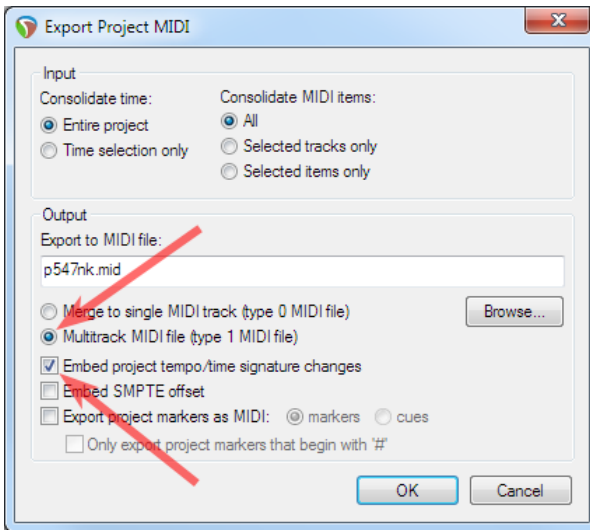 Export Project MIDI
Input
Consolidate time:
Consolidate MIDI items:
Entire project
All
Time selection only
Selected tracks only
Selected items only
Output
Export to MIDI file:
p547nk.mid
Merge to single MIDI track (type 0 MIDI file)
Browse...
Multitrack MIDI file (type 1 MIDI file)
Embed project tempo/time signature changes
Embed SMPTE offset
Export project markers as MIDI: markers cues
Only export project markers that begin with '#'
OK Cancel